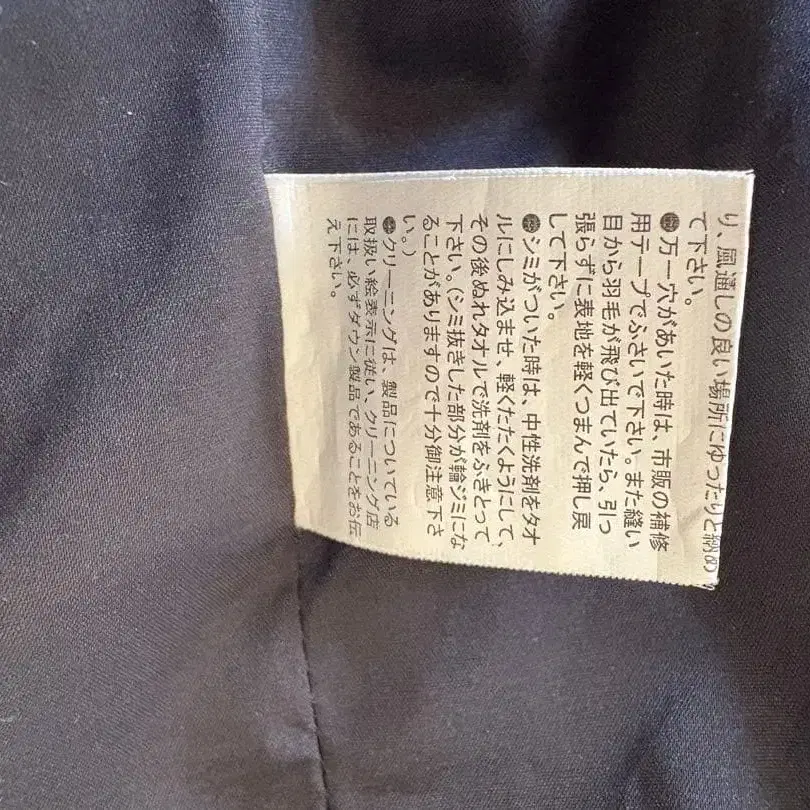 り、風通しの良い場所にゆったりと納め
て下さい。
●万一穴があいた時は、市販の補修
用テープでふさいで下さい。また縫い
目から羽毛が飛び出ていたら、引っ
張らずに表地を軽くつまんで押し戻
して下さい。
●シミがついた時は、中性洗剤をタオ
ルにしみ込ませ、軽くたたくようにして、
その後ぬれタオルで洗剤をふきとって
下さい。(シミ抜きした部分が輪ジミにな
ることがありますので十分御注意下さ
い。)
●クリーニングは、製品についている
取扱い絵表示に従い、クリーニング店
には、必ずダウン製品であることをお伝
え下さい。